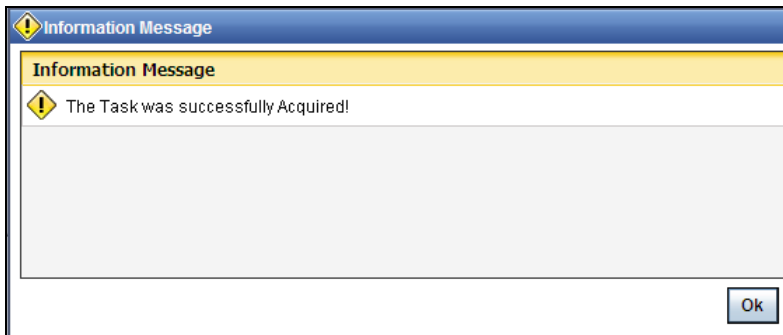 Information Message
Information Message
The Task was successfully Acquired!
Ok